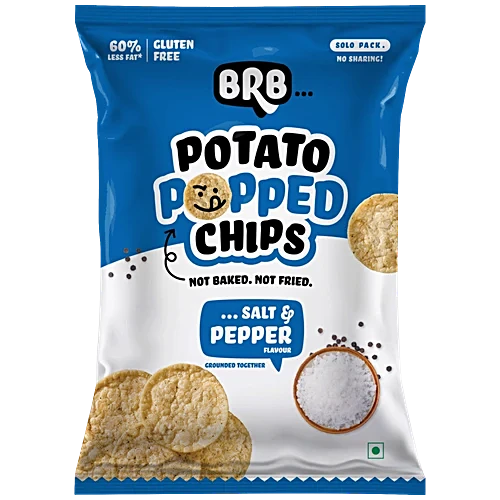 60% LESS FAT*
GLUTEN FREE
SOLO PACK.
NO SHARING!
BRB...
POTATO
POPPED
CHIPS
NOT BAKED. NOT FRIED.
... SALT &
PEPPER
FLAVOUR
GROUNDED TOGETHER